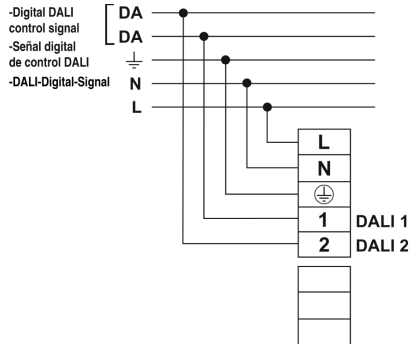 -Digital DALI
control signal
-Señal digital
de control DALI
-DALI-Digital-Signal
DA
DA
N
L
L
N
1 DALI 1
2 DALI 2